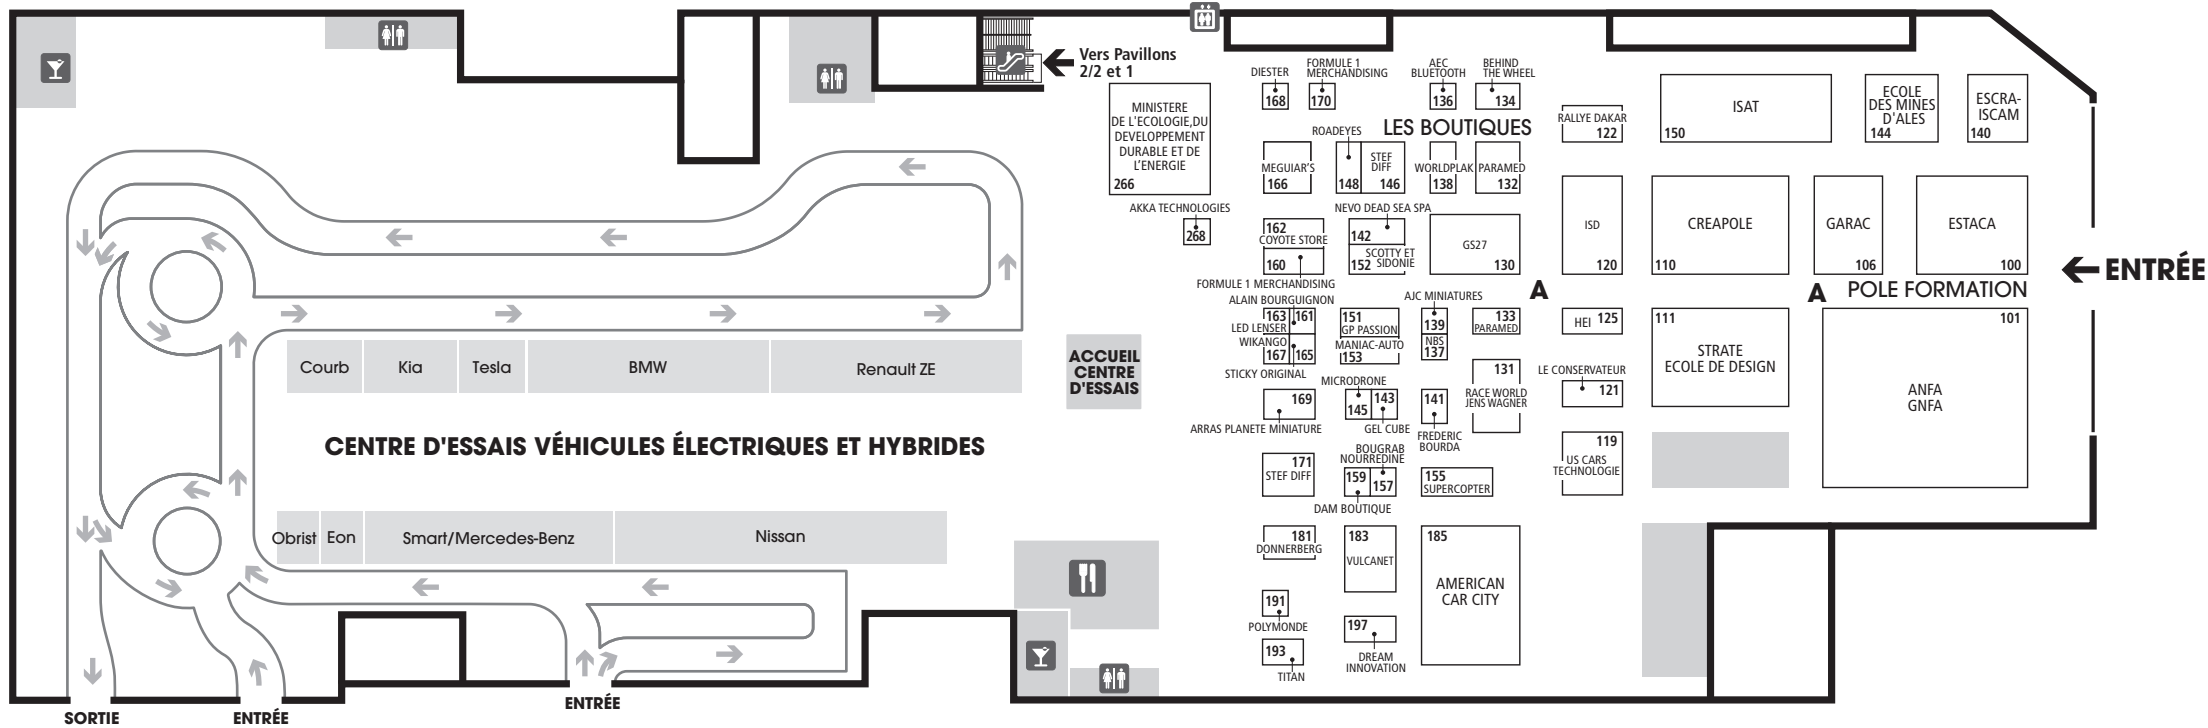 Vers Pavillons
2/2 et 1
DIESTER
168
FORMULE 1
MERCHANDISING
170
AEC
BLUETOOTH
136
BEHIND
THE WHEEL
134
LES BOUTIQUES
MINISTERE
DE L'ECOLOGIE,DU
DEVELOPPEMENT
DURABLE ET DE
L'ENERGIE
266
RALLYE DAKAR
122
ISAT
150
ECOLE
DES MINES
D'ALES
144
ESCRA-
ISCAM
140
MEGUIAR'S
166
ROADEYES
148
STEF
DIFF
146
WORLDPLAK
138
PARAMED
132
AKKA TECHNOLOGIES
268
162
COYOTE STORE
160
FORMULE 1 MERCHANDISING
NEVO DEAD SEA SPA
142
SCOTTY ET
152 SIDONIE
GS27
130
ISD
120
CREAPOLE
110
GARAC
106
ESTACA
100
ENTRÉE
A
A
POLE FORMATION
ALAIN BOURGUIGNON
163
161
LED LENSER
WIKANGO
167
165
STICKY ORIGINAL
151
GP PASSION
MANIAC-AUTO
153
AJC MINIATURES
139
NBS
137
133
PARAMED
HEI 125
111
STRATE
ECOLE DE DESIGN
101
ANFA
GNFA
Courb
Kia
Tesla
BMW
Renault ZE
ACCUEIL
CENTRE
D'ESSAIS
169
ARRAS PLANETE MINIATURE
MICRODRONE
145
143
GEL CUBE
141
FREDERIC
BOURDA
131
RACE WORLD
JENS WAGNER
LE CONSERVATEUR
121
CENTRE D'ESSAIS VÉHICULES ÉLECTRIQUES ET HYBRIDES
171
STEF DIFF
BOUGRAB
NOURREDINE
159
157
DAM BOUTIQUE
155
SUPERCOPTER
119
US CARS
TECHNOLOGIE
Obrist
Eon
Smart/Mercedes-Benz
Nissan
181
DONNERBERG
183
VULCANET
185
AMERICAN
CAR CITY
191
POLYMONDE
193
TITAN
197
DREAM
INNOVATION
SORTIE
ENTRÉE
ENTRÉE